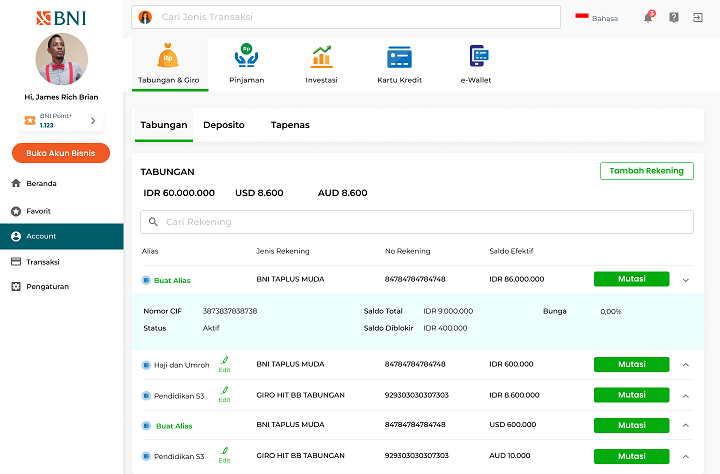 BNI
Cari Jenis Transaksi
Bahasa
3
?
Rp
Rp
Tabungan & Giro
Pinjaman
Investasi
Kartu Kredit
e-Wallet
Hi, James Rich Brian
BNI Point+
1.123
Buka Akun Bisnis
Beranda
Favorit
Account
Transaksi
Pengaturan
Tabungan Deposito Tapenas
TABUNGAN
Tambah Rekening
IDR 60.000.000 USD 8.600 AUD 8.600
Cari Rekening
Alias Jenis Rekening No Rekening Saldo Efektif
Buat Alias BNI TAPLUS MUDA 84784784784748 IDR 86.000.000 Mutasi
Nomor CIF 3873837838738 Saldo Total IDR 9.000.000 Bunga 0,00%
Status Aktif Saldo Diblokir IDR 400.000
Haji dan Umroh Edit BNI TAPLUS MUDA 84784784784748 IDR 600.000 Mutasi
Pendidikan S3 Edit GIRO HIT BB TABUNGAN 929303030307303 IDR 8.600.000 Mutasi
Buat Alias BNI TAPLUS MUDA 84784784784748 USD 600.000 Mutasi
Pendidikan S3 Edit GIRO HIT BB TABUNGAN 929303030307303 AUD 10.000 Mutasi